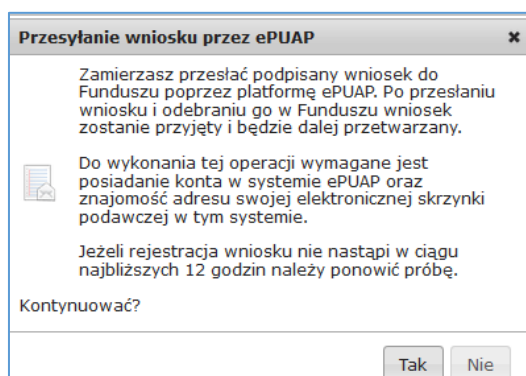 Przesyłanie wniosku przez ePUAP
Zamierzasz przesłać podpisany wniosek do
Funduszu poprzez platformę ePUAP. Po przesłaniu
wniosku i odebraniu go w Funduszu wniosek
zostanie przyjęty i będzie dalej przetwarzany.
Do wykonania tej operacji wymagane jest
posiadanie konta w systemie ePUAP oraz
znajomość adresu swojej elektronicznej skrzynki
podawczej w tym systemie.
Jeżeli rejestracja wniosku nie nastąpi w ciągu
najbliższych 12 godzin należy ponowić próbę.
Kontynuować?
Tak Nie